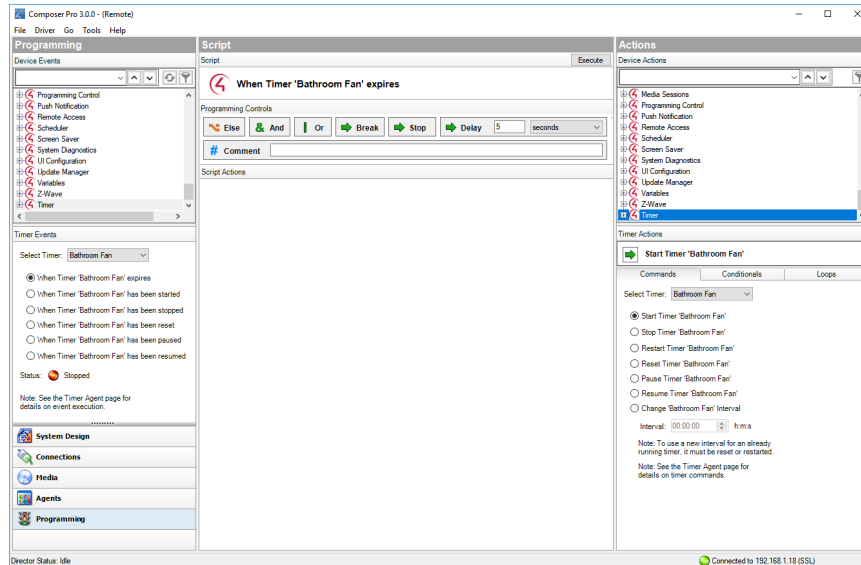 Composer Pro 3.0.0 - (Remote)
File Driver Go Tools Help
Programming
Device Events
Programming Control
Push Notification
Remote Access
Scheduler
Screen Saver
System Diagnostics
UI Configuration
Update Manager
Variables
Z-Wave
Timer
Timer Events
Select Timer: Bathroom Fan
When Timer 'Bathroom Fan' expires
When Timer 'Bathroom Fan' has been started
When Timer 'Bathroom Fan' has been stopped
When Timer 'Bathroom Fan' has been reset
When Timer 'Bathroom Fan' has been paused
When Timer 'Bathroom Fan' has been resumed
Status: Stopped
Note: See the Timer Agent page for
details on event execution.
System Design
Connections
Media
Agents
Programming
Script
Script Execute
When Timer 'Bathroom Fan' expires
Programming Controls
Else & And Or Break Stop Delay 5 seconds
# Comment
Script Actions
Actions
Device Actions
Media Sessions
Programming Control
Push Notification
Remote Access
Scheduler
Screen Saver
System Diagnostics
UI Configuration
Update Manager
Variables
Z-Wave
Timer
Timer Actions
Start Timer 'Bathroom Fan'
Commands Conditionals Loops
Select Timer: Bathroom Fan
Start Timer 'Bathroom Fan'
Stop Timer 'Bathroom Fan'
Restart Timer 'Bathroom Fan'
Reset Timer 'Bathroom Fan'
Pause Timer 'Bathroom Fan'
Resume Timer 'Bathroom Fan'
Change 'Bathroom Fan' Interval
Interval: 00:00:00 h:m:s
Note: To use a new interval for an already
running timer, it must be reset or restarted.
Note: See the Timer Agent page for
details on timer commands.
Director Status: Idle
Connected to 192.168.1.18 (SSL)